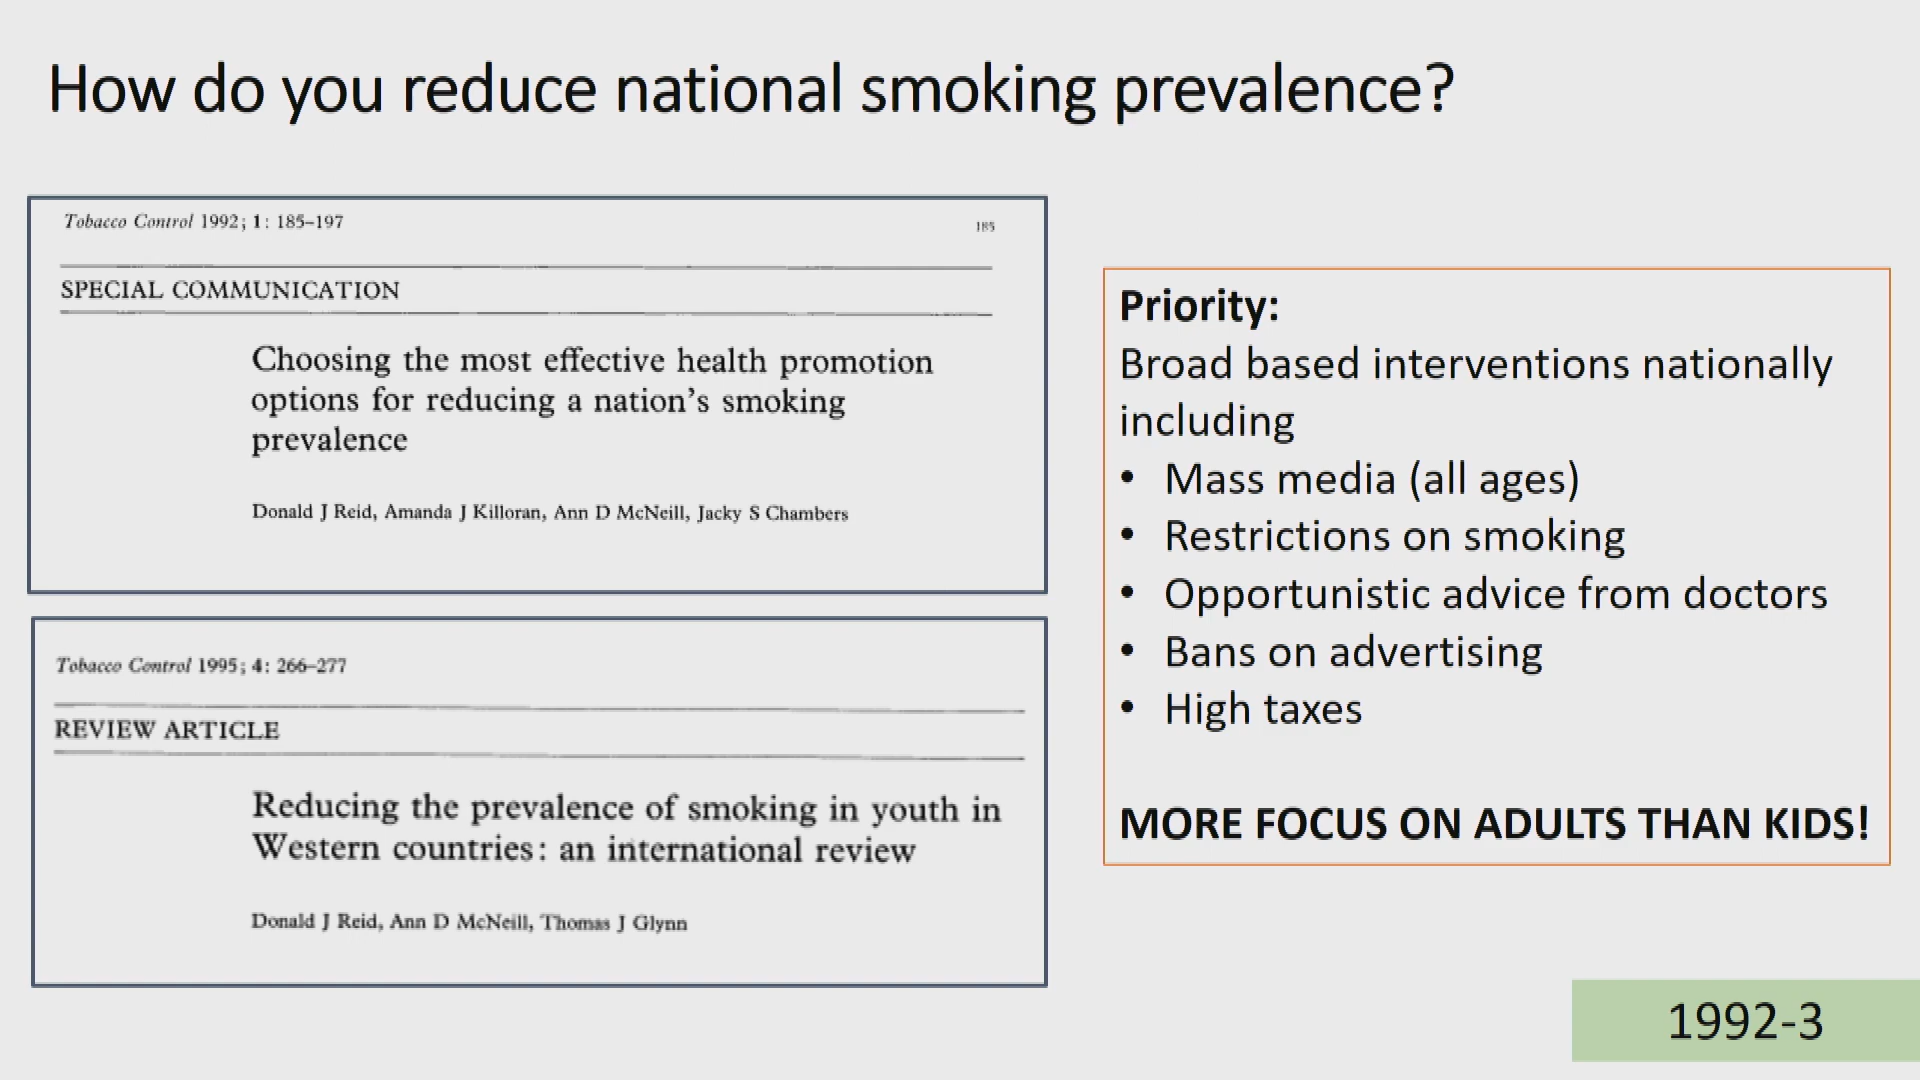 How do you reduce national smoking prevalence?
Tobacco Control 1992; 1: 185–197
185
SPECIAL COMMUNICATION
Choosing the most effective health promotion
options for reducing a nation's smoking
prevalence
Donald J Reid, Amanda J Killoran, Ann D McNeill, Jacky S Chambers
Tobacco Control 1995; 4: 266–277
REVIEW ARTICLE
Reducing the prevalence of smoking in youth in
Western countries: an international review
Donald J Reid, Ann D McNeill, Thomas J Glynn
Priority:
Broad based interventions nationally
including
• Mass media (all ages)
• Restrictions on smoking
• Opportunistic advice from doctors
• Bans on advertising
• High taxes
MORE FOCUS ON ADULTS THAN KIDS!
1992-3